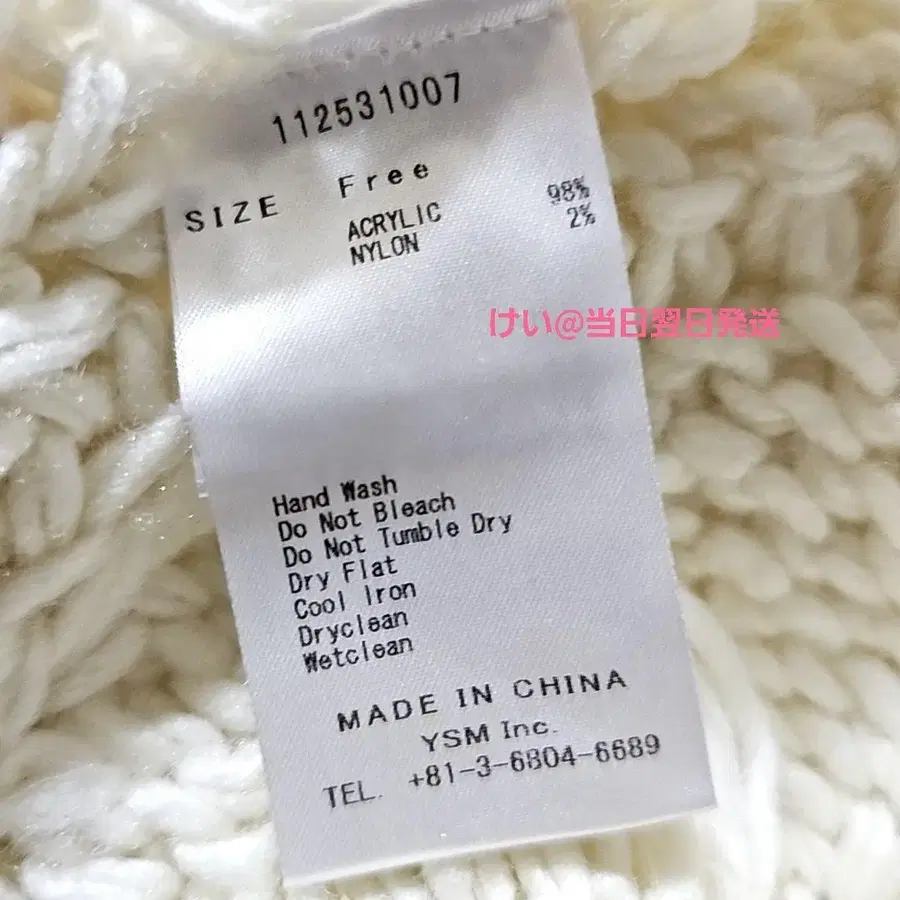 112531007
SIZE Free
ACRYLIC 98%
NYLON 2%
けい@当日翌日発送
Hand Wash
Do Not Bleach
Do Not Tumble Dry
Dry Flat
Cool Iron
Dryclean
Wetclean
MADE IN CHINA
YSM Inc.
TEL. +81-3-6804-6689